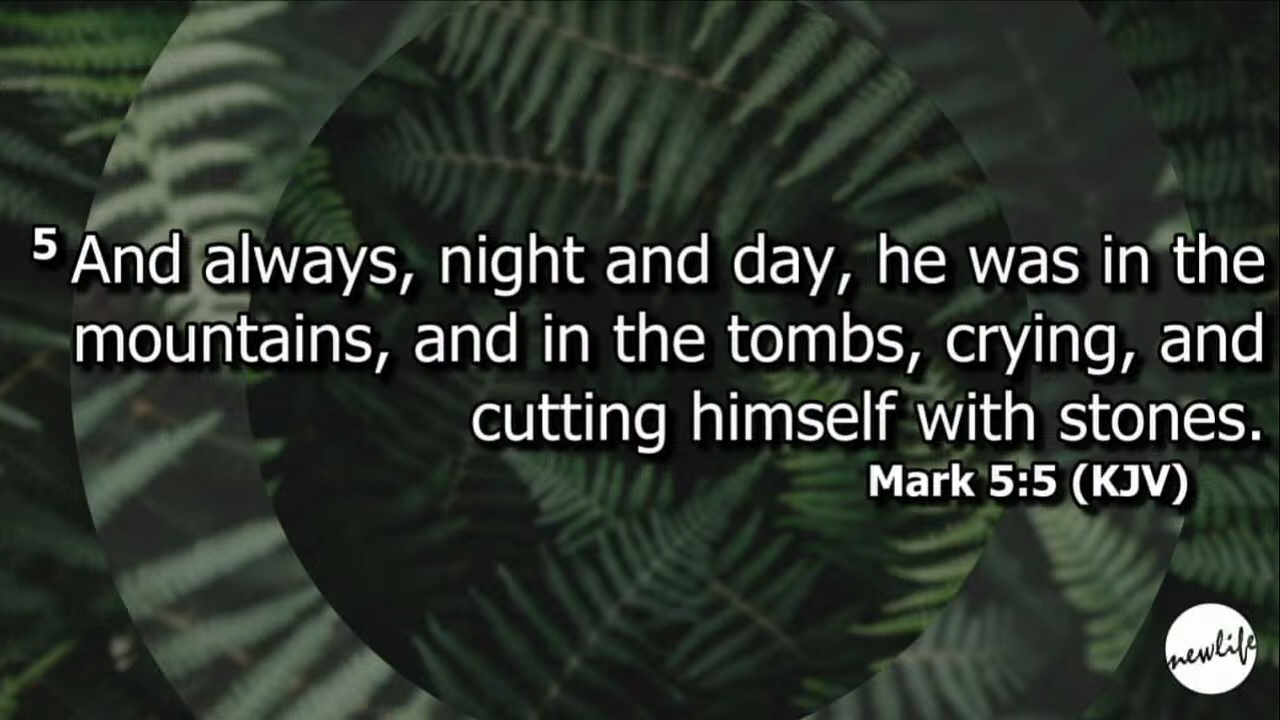 5 And always, night and day, he was in the
mountains, and in the tombs, crying, and
cutting himself with stones.
Mark 5:5 (KJV)
newlife